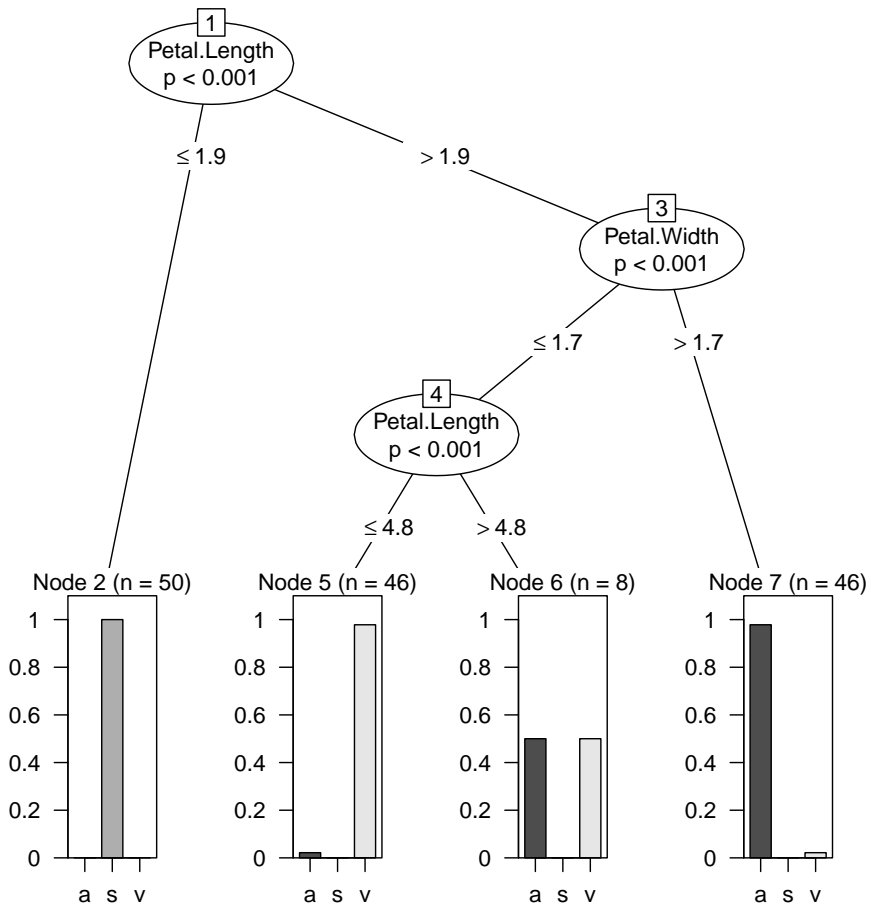 1
Petal.Length
p < 0.001
≤ 1.9
> 1.9
3
Petal.Width
p < 0.001
≤ 1.7
> 1.7
4
Petal.Length
p < 0.001
≤ 4.8
> 4.8
Node 2 (n = 50)
1
0.8
0.6
0.4
0.2
0
a s v
Node 5 (n = 46)
1
0.8
0.6
0.4
0.2
0
a s v
Node 6 (n = 8)
1
0.8
0.6
0.4
0.2
0
a s v
Node 7 (n = 46)
1
0.8
0.6
0.4
0.2
0
a s v